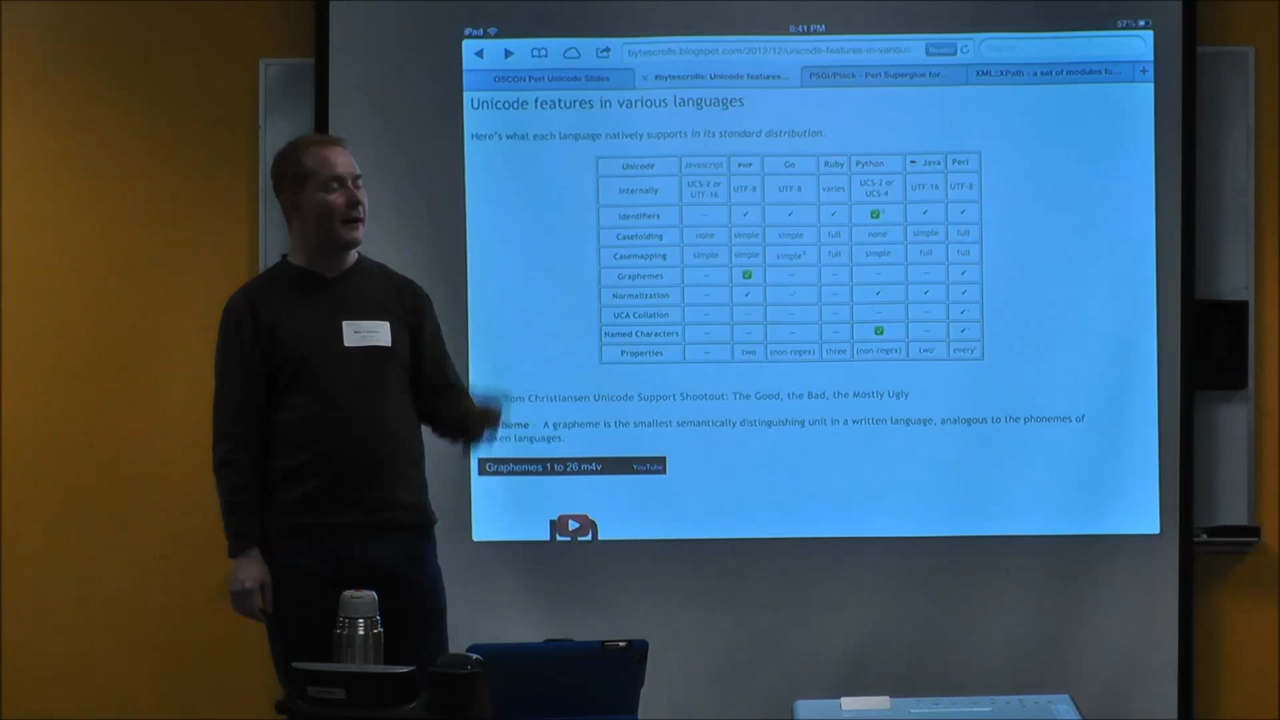 iPad
8:41 PM
57%
bytescrolls.blogspot.com/2012/12/unicode-features-in-various
Reader
Search
OSCON Perl Unicode Slides
× #bytescrolls: Unicode features...
PSGI/Plack - Perl Superglue for...
XML::XPath - a set of modules fo...
+
Unicode features in various languages
Here's what each language natively supports in its standard distribution.
Unicode Javascript PHP Go Ruby Python Java Perl
Internally UCS-2 or UTF-16 UTF-8 UTF-8 varies UCS-2 or UCS-4 UTF-16 UTF-8
Identifiers — ✓ ✓ ✓ ✅ ✓ ✓
Casefolding none simple simple full none simple full
Casemapping simple simple simple full simple full full
Graphemes — ✅ — — — — ✓
Normalization — ✓ — — ✓ ✓ ✓
UCA Collation — — — — — — ✓
Named Characters — — — — ✅ — ✓
Properties — two (non-regex) three (non-regex) two every
Tom Christiansen Unicode Support Shootout: The Good, the Bad, the Mostly Ugly
heme - A grapheme is the smallest semantically distinguishing unit in a written language, analogous to the phonemes of
languages.
Graphemes 1 to 26.m4v YouTube